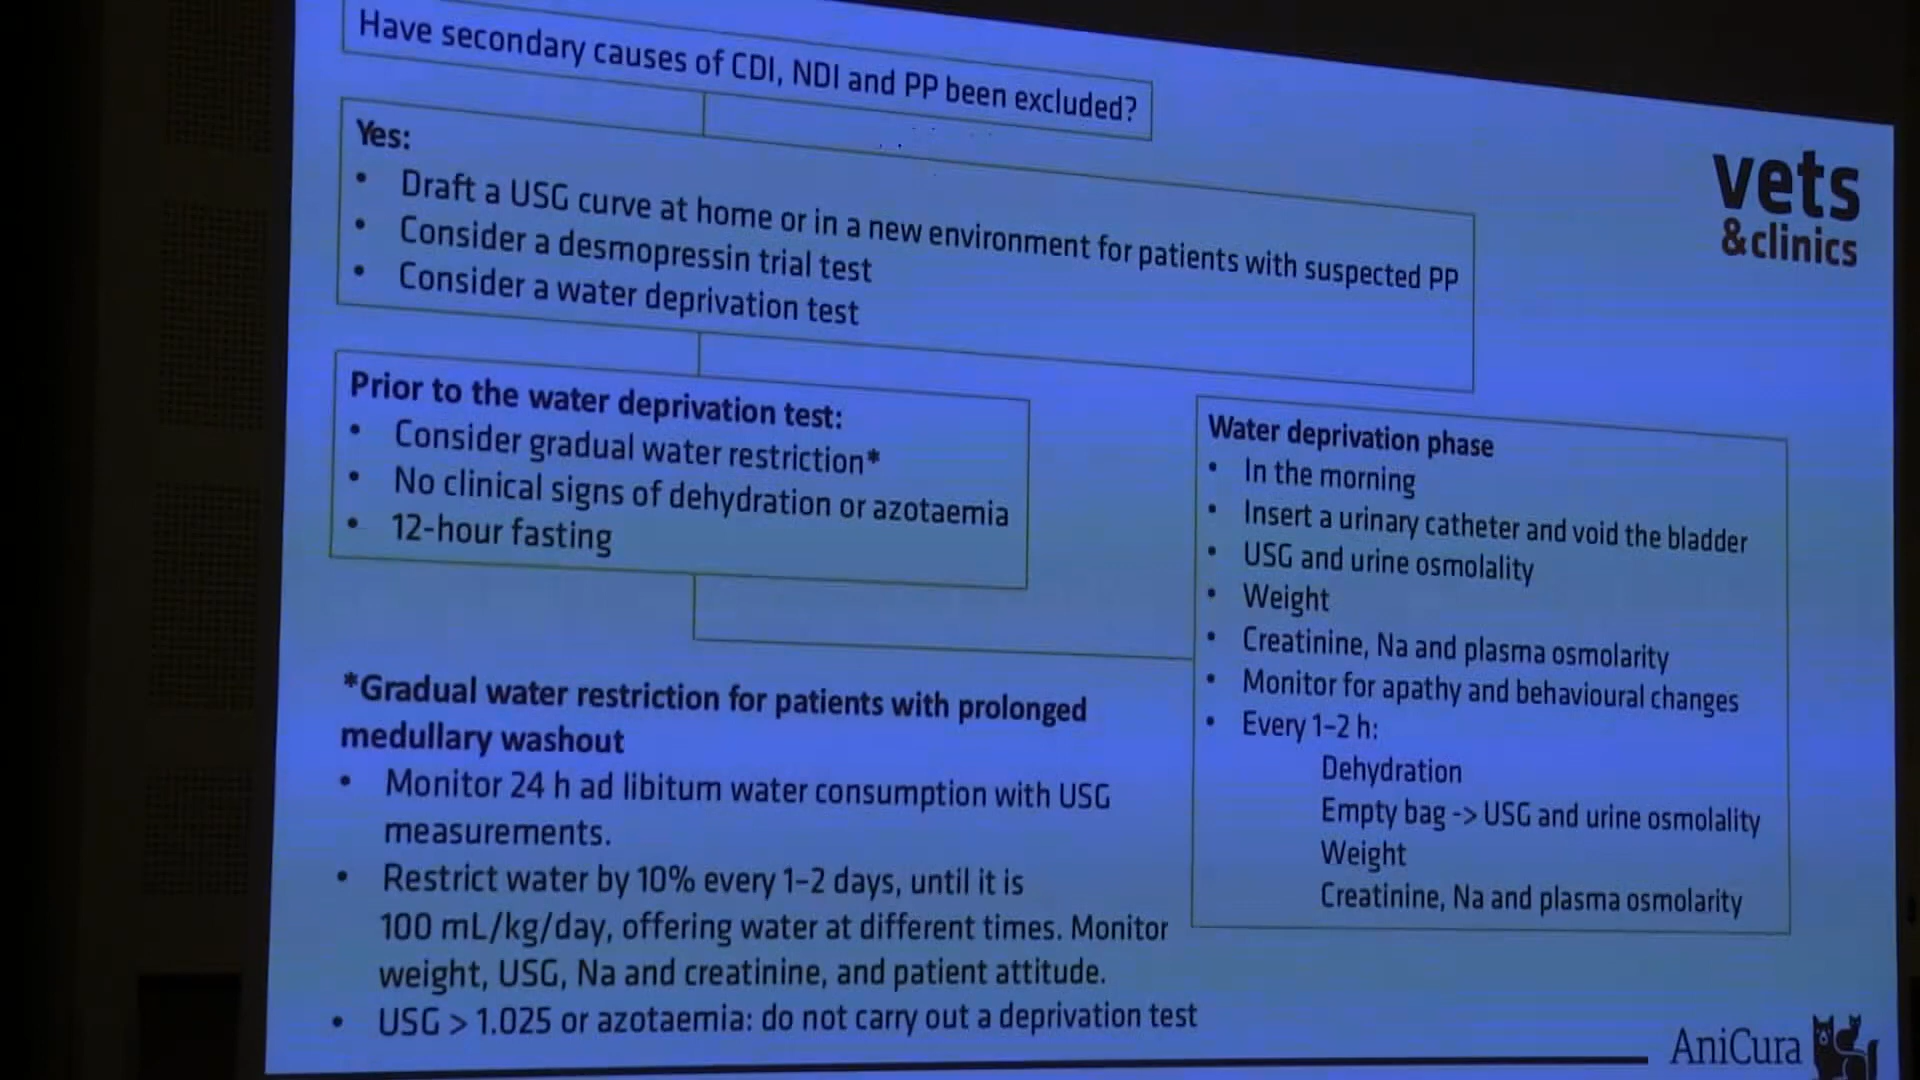 Have secondary causes of CDI, NDI and PP been excluded?
Yes:
• Draft a USG curve at home or in a new environment for patients with suspected PP
• Consider a desmopressin trial test
• Consider a water deprivation test
vets
&clinics
Prior to the water deprivation test:
• Consider gradual water restriction*
• No clinical signs of dehydration or azotaemia
• 12-hour fasting
Water deprivation phase
• In the morning
• Insert a urinary catheter and void the bladder
• USG and urine osmolality
• Weight
• Creatinine, Na and plasma osmolarity
• Monitor for apathy and behavioural changes
• Every 1-2 h:
Dehydration
Empty bag -> USG and urine osmolality
Weight
Creatinine, Na and plasma osmolarity
*Gradual water restriction for patients with prolonged
medullary washout
• Monitor 24 h ad libitum water consumption with USG
measurements.
• Restrict water by 10% every 1-2 days, until it is
100 mL/kg/day, offering water at different times. Monitor
weight, USG, Na and creatinine, and patient attitude.
• USG > 1.025 or azotaemia: do not carry out a deprivation test
AniCura